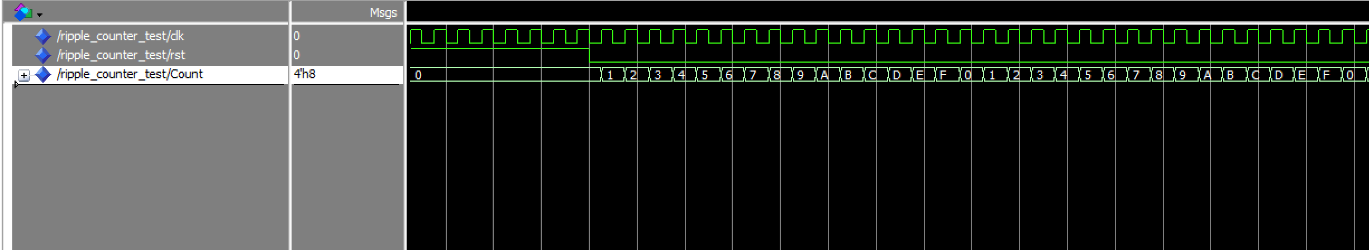 Msgs
/ripple_counter_test/clk 0
/ripple_counter_test/rst 0
/ripple_counter_test/Count 4'h8 0 1 2 3 4 5 6 7 8 9 A B C D E F 0 1 2 3 4 5 6 7 8 9 A B C D E F 0